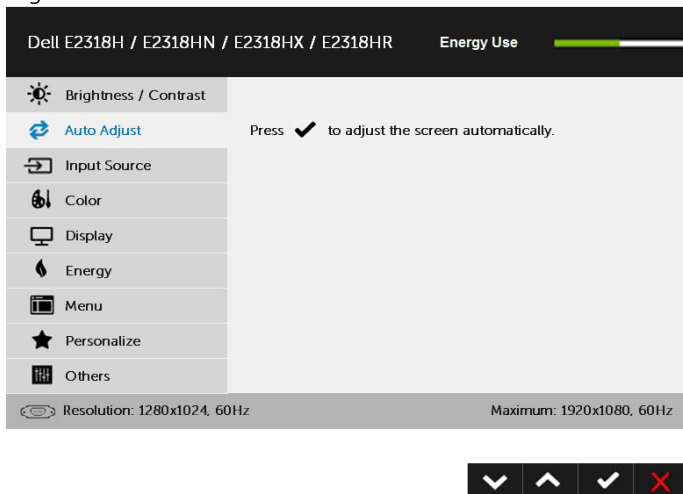 Dell E2318H / E2318HN / E2318HX / E2318HR Energy Use
Brightness / Contrast
Auto Adjust
Press ✔ to adjust the screen automatically.
Input Source
Color
Display
Energy
Menu
Personalize
Others
Resolution: 1280x1024, 60Hz Maximum: 1920x1080, 60Hz